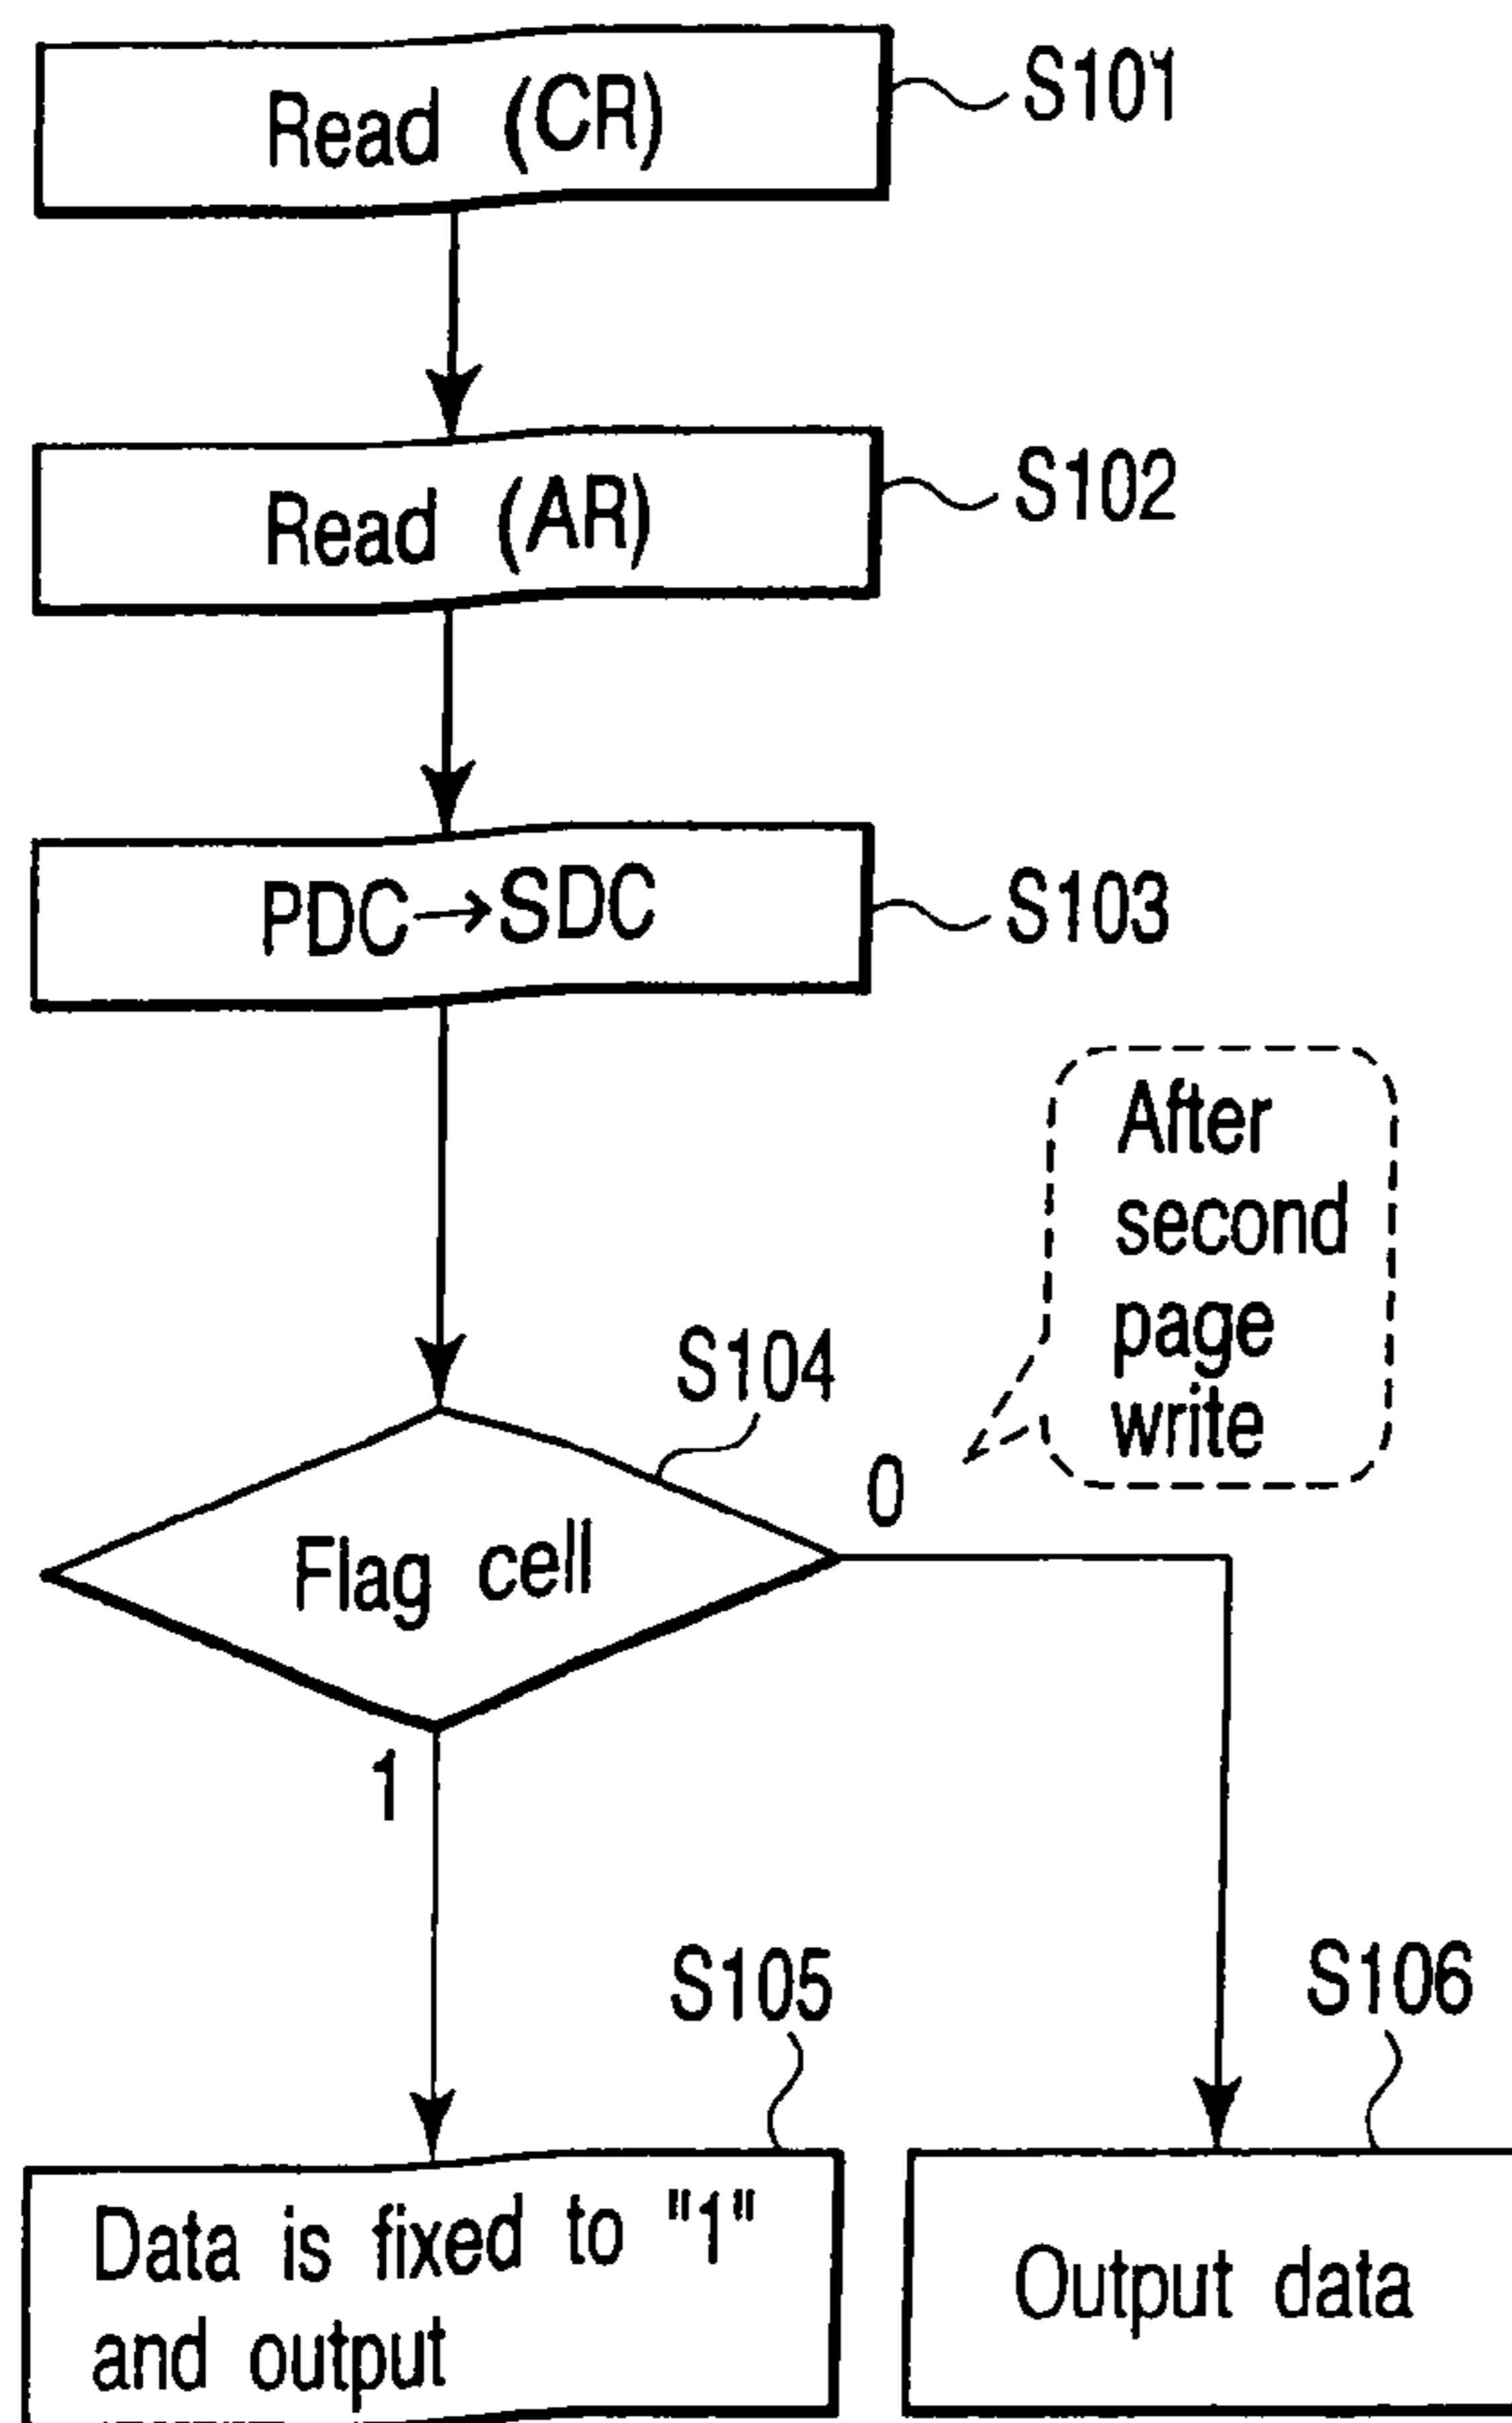 Read (CR)
S101
Read (AR)
S102
PDC→SDC
S103
After
second
page
write
S104
0
Flag cell
1
S105
S106
Data is fixed to "1"
and output
Output data